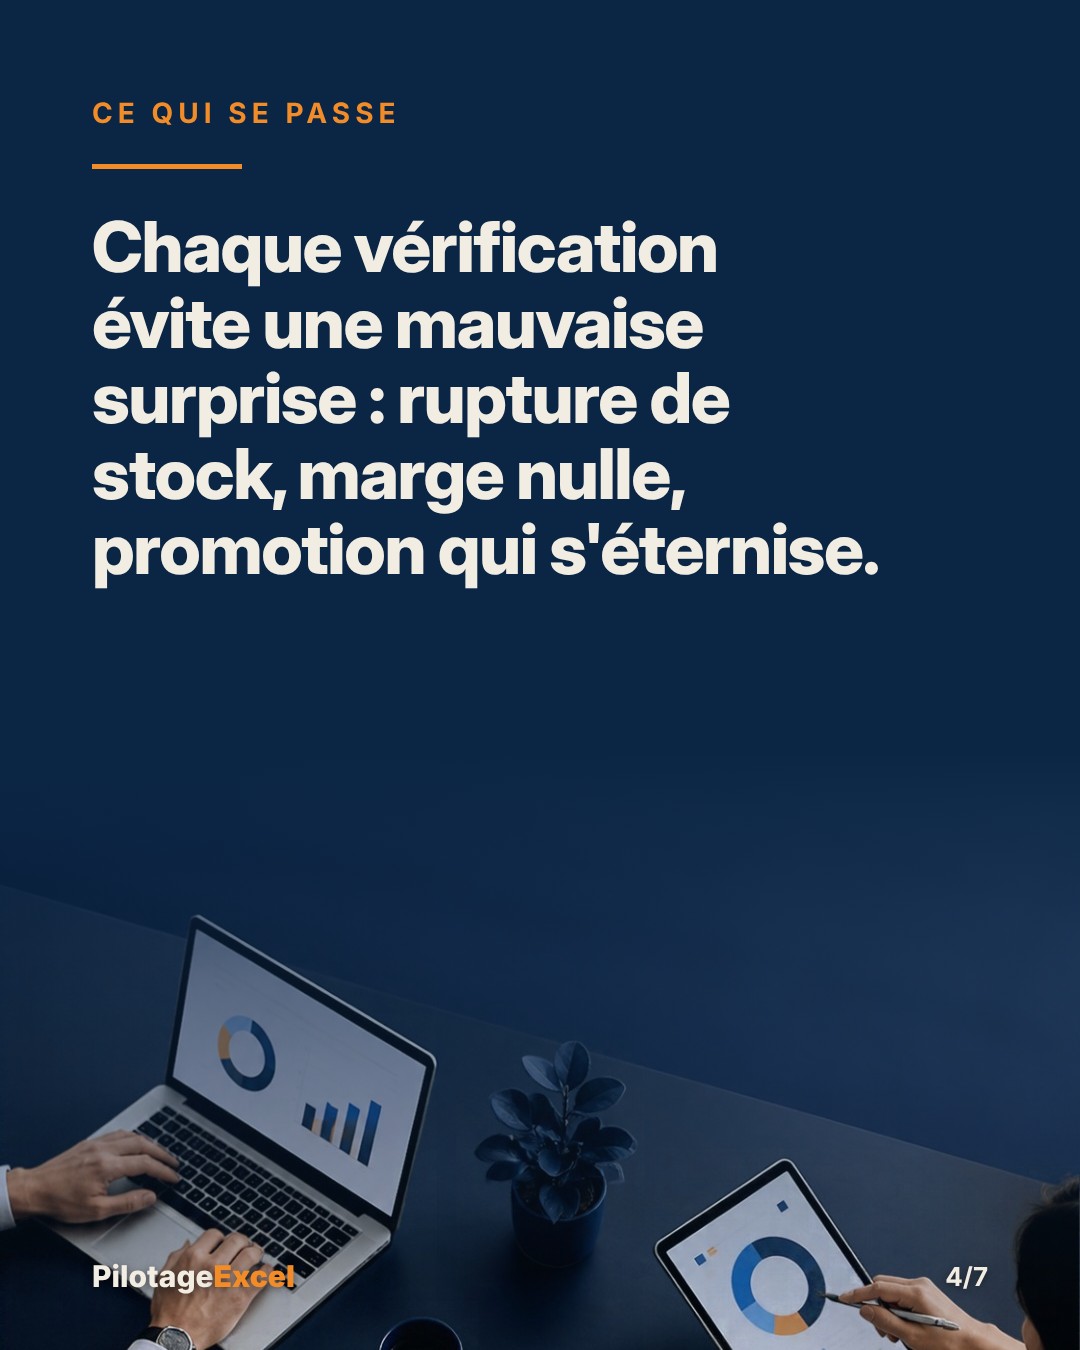 CE QUI SE PASSE
Chaque vérification
évite une mauvaise
surprise : rupture de
stock, marge nulle,
promotion qui s'éternise.
PilotageExcel
4/7